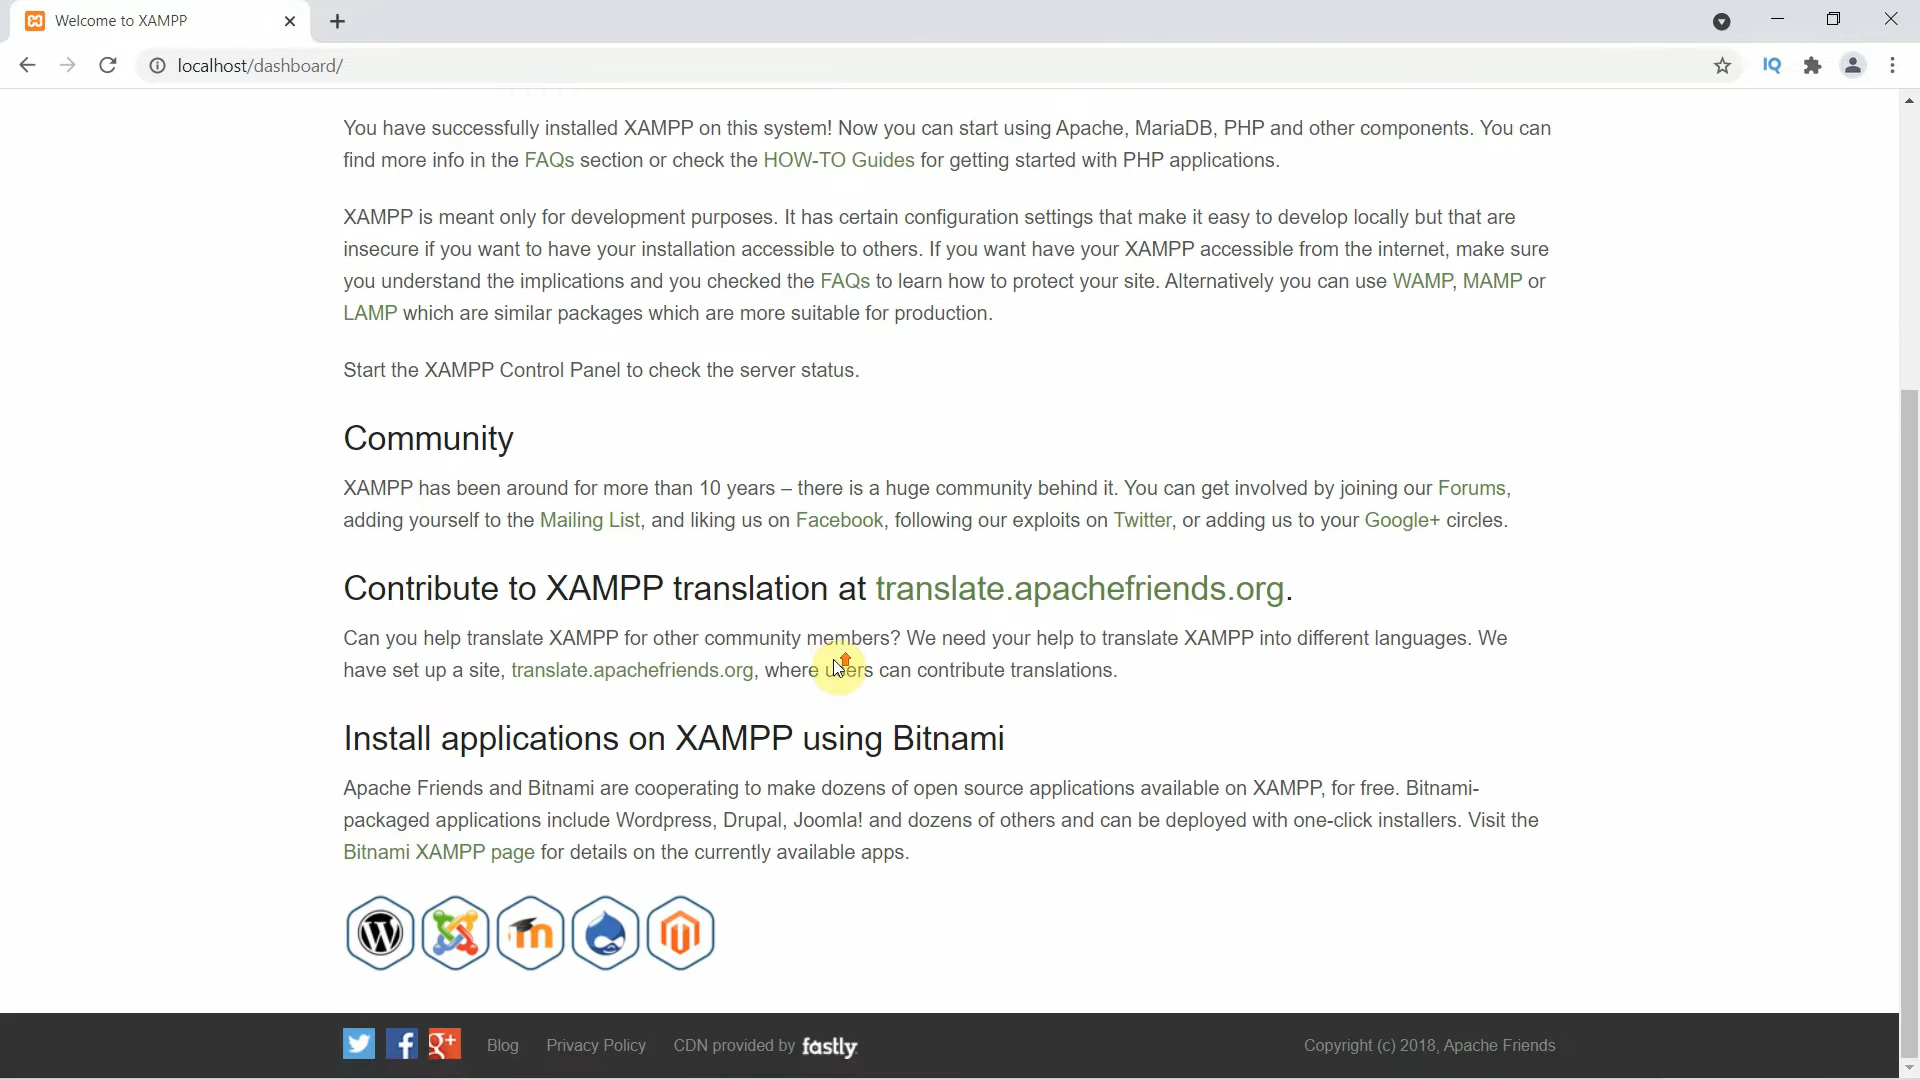 Welcome to XAMPP
localhost/dashboard/
IQ
You have successfully installed XAMPP on this system! Now you can start using Apache, MariaDB, PHP and other components. You can
find more info in the FAQs section or check the HOW-TO Guides for getting started with PHP applications.
XAMPP is meant only for development purposes. It has certain configuration settings that make it easy to develop locally but that are
insecure if you want to have your installation accessible to others. If you want have your XAMPP accessible from the internet, make sure
you understand the implications and you checked the FAQs to learn how to protect your site. Alternatively you can use WAMP, MAMP or
LAMP which are similar packages which are more suitable for production.
Start the XAMPP Control Panel to check the server status.
Community
XAMPP has been around for more than 10 years – there is a huge community behind it. You can get involved by joining our Forums,
adding yourself to the Mailing List, and liking us on Facebook, following our exploits on Twitter, or adding us to your Google+ circles.
Contribute to XAMPP translation at translate.apachefriends.org.
Can you help translate XAMPP for other community members? We need your help to translate XAMPP into different languages. We
have set up a site, translate.apachefriends.org, where users can contribute translations.
Install applications on XAMPP using Bitnami
Apache Friends and Bitnami are cooperating to make dozens of open source applications available on XAMPP, for free. Bitnami-
packaged applications include Wordpress, Drupal, Joomla! and dozens of others and can be deployed with one-click installers. Visit the
Bitnami XAMPP page for details on the currently available apps.
Blog Privacy Policy CDN provided by fastly Copyright (c) 2018, Apache Friends